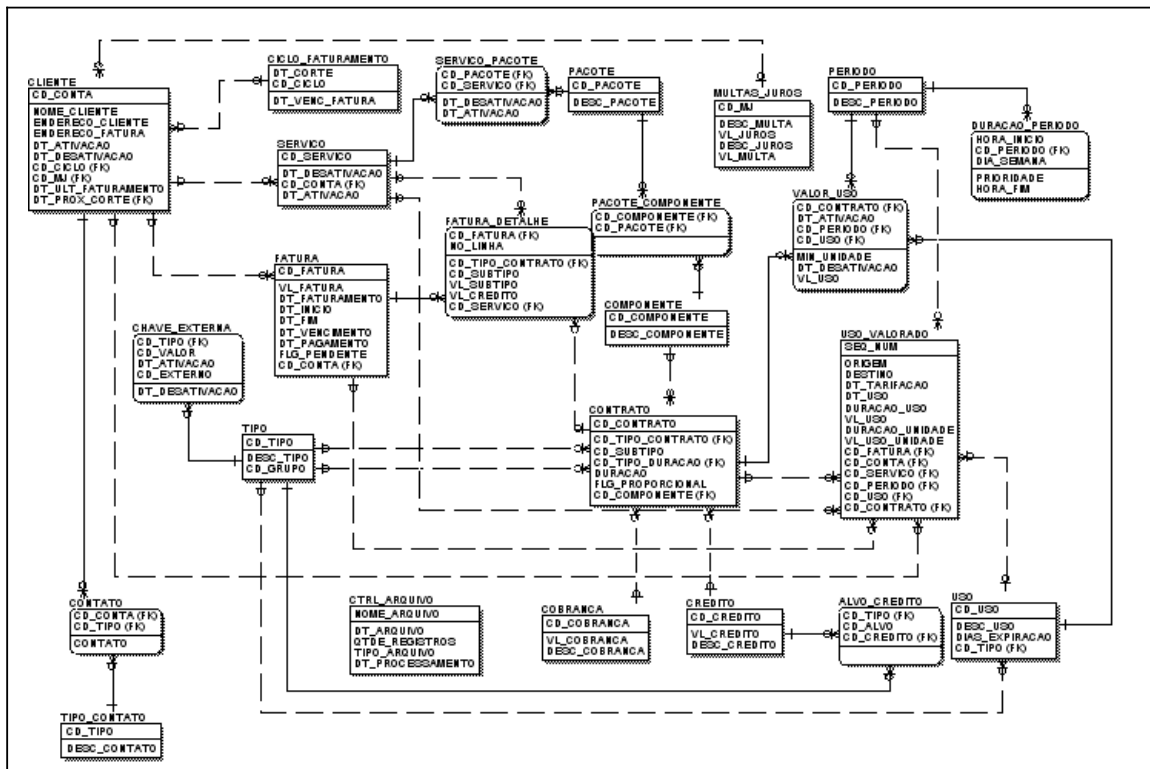 CLIENTE
CD_CONTA
NOME_CLIENTE
ENDERECO_CLIENTE
ENDERECO_FATURA
DT_ATIVACAO
DT_DESATIVACAO
CD_CICLO (FK)
CD_MJ (FK)
DT_ULT_FATURAMENTO
DT_PROX_CORTE (FK)
CICLO_FATURAMENTO
DT_CORTE
CD_CICLO
DT_VENC_FATURA
SERVICO_PACOTE
CD_PACOTE (FK)
CD_SERVICO (FK)
DT_DESATIVACAO
DT_ATIVACAO
PACOTE
CD_PACOTE
DESC_PACOTE
MULTAS_JUROS
CD_MJ
DESC_MULTA
VL_JUROS
DESC_JUROS
VL_MULTA
PERIODO
CD_PERIODO
DESC_PERIODO
DURACAO_PERIODO
HORA_INICIO
CD_PERIODO (FK)
DIA_SEMANA
PRIORIDADE
HORA_FIM
SERVICO
CD_SERVICO
DT_DESATIVACAO
CD_CONTA (FK)
DT_ATIVACAO
FATURA_DETALHE
CD_FATURA (FK)
NO_LINHA
CD_TIPO_CONTRATO (FK)
CD_SUBTIPO
VL_SUBTIPO
VL_CREDITO
CD_SERVICO (FK)
PACOTE_COMPONENTE
CD_COMPONENTE (FK)
CD_PACOTE (FK)
VALOR_USO
CD_CONTRATO (FK)
DT_ATIVACAO
CD_PERIODO (FK)
CD_USO (FK)
MIN_UNIDADE
DT_DESATIVACAO
VL_USO
FATURA
CD_FATURA
VL_FATURA
DT_FATURAMENTO
DT_INICIO
DT_FIM
DT_VENCIMENTO
DT_PAGAMENTO
FLG_PENDENTE
CD_CONTA (FK)
COMPONENTE
CD_COMPONENTE
DESC_COMPONENTE
CHAVE_EXTERNA
CD_TIPO (FK)
CD_VALOR
DT_ATIVACAO
CD_EXTERNO
DT_DESATIVACAO
USO_VALORADO
SEQ_NUM
ORIGEM
DESTINO
DT_TARIFACAO
DT_USO
DURACAO_USO
VL_USO
DURACAO_UNIDADE
VL_USO_UNIDADE
CD_FATURA (FK)
CD_CONTA (FK)
CD_SERVICO (FK)
CD_PERIODO (FK)
CD_USO (FK)
CD_CONTRATO (FK)
TIPO
CD_TIPO
DESC_TIPO
CD_GRUPO
CONTRATO
CD_CONTRATO
CD_TIPO_CONTRATO (FK)
CD_SUBTIPO
CD_TIPO_DURACAO (FK)
DURACAO
FLG_PROPORCIONAL
CD_COMPONENTE (FK)
CONTATO
CD_CONTA (FK)
CD_TIPO (FK)
CONTATO
CTRL_ARQUIVO
NOME_ARQUIVO
DT_ARQUIVO
QTDE_REGISTROS
TIPO_ARQUIVO
DT_PROCESSAMENTO
COBRANCA
CD_COBRANCA
VL_COBRANCA
DESC_COBRANCA
CREDITO
CD_CREDITO
VL_CREDITO
DESC_CREDITO
ALVO_CREDITO
CD_TIPO (FK)
CD_ALVO
CD_CREDITO (FK)
USO
CD_USO
DESC_USO
DIAS_EXPIRACAO
CD_TIPO (FK)
TIPO_CONTATO
CD_TIPO
DESC_CONTATO